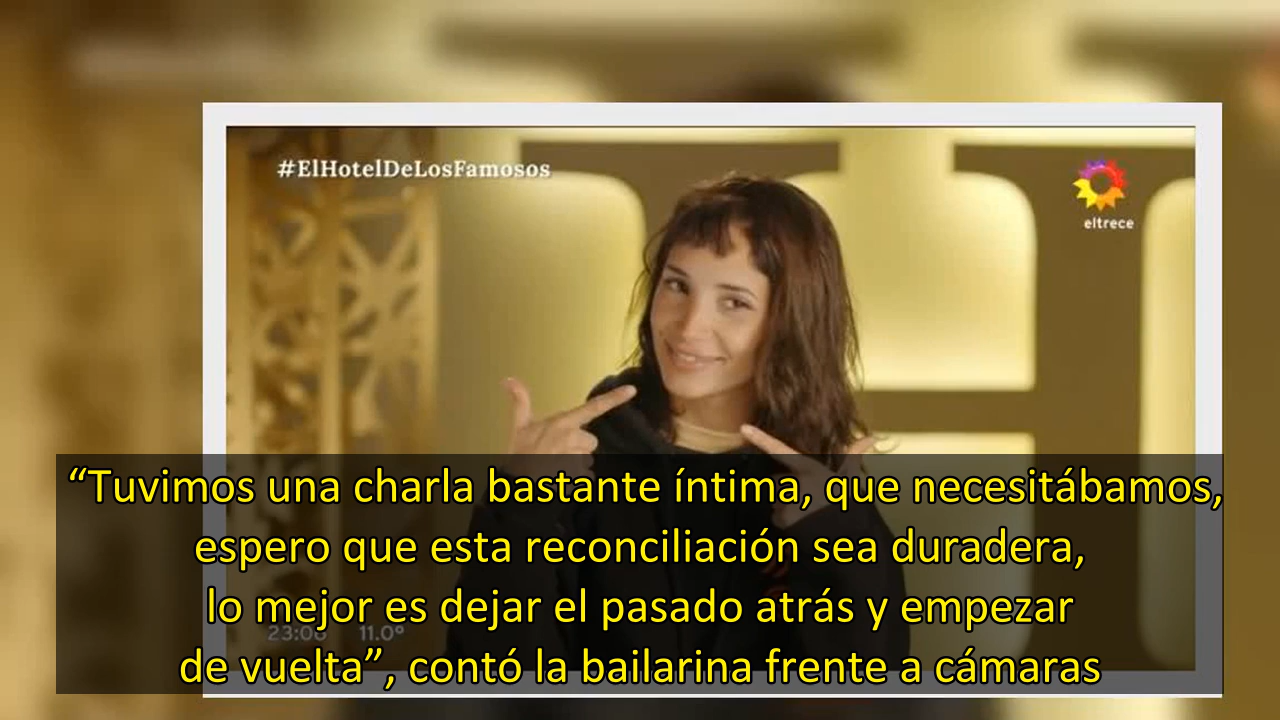 #ElHotelDeLosFamosos
eltrece
“Tuvimos una charla bastante íntima, que necesitábamos,
espero que esta reconciliación sea duradera,
lo mejor es dejar el pasado atrás y empezar
23:06 11.0°
de vuelta”, contó la bailarina frente a cámaras